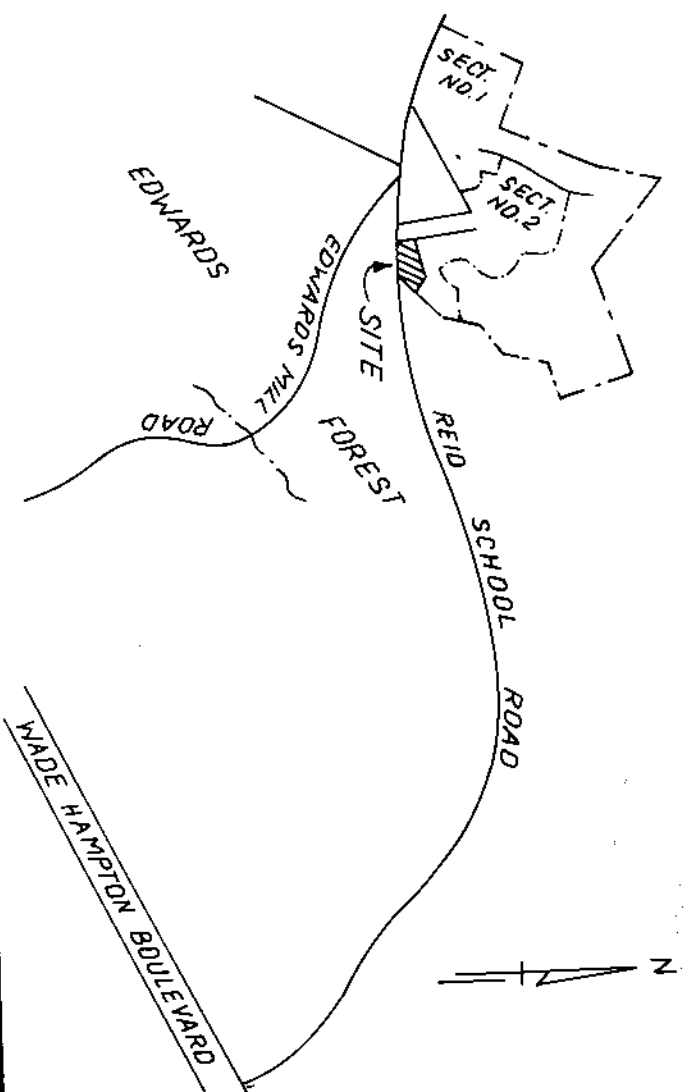 SECT.
NO.1
SECT.
NO.2
EDWARDS
EDWARDS MILL
ROAD
SITE
FOREST
REID
SCHOOL
ROAD
WADE HAMPTON BOULEVARD
N